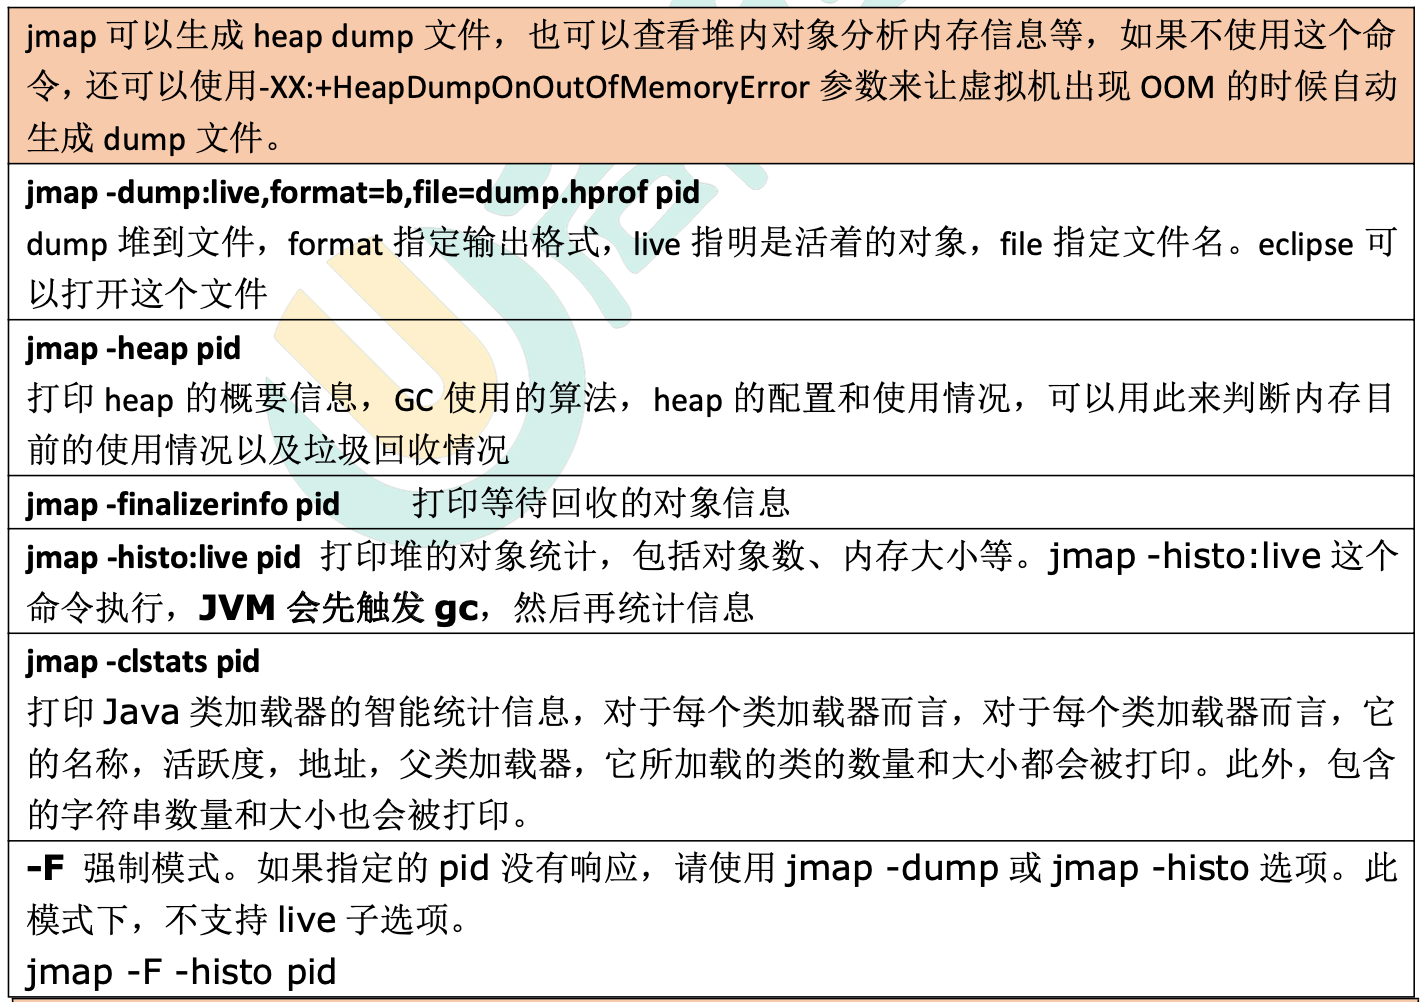 jmap 可以生成 heap dump 文件，也可以查看堆内对象分析内存信息等，如果不使用这个命
令，还可以使用-XX:+HeapDumpOnOutOfMemoryError 参数来让虚拟机出现 OOM 的时候自动
生成 dump 文件。
jmap -dump:live,format=b,file=dump.hprof pid
dump 堆到文件，format 指定输出格式，live 指明是活着的对象，file 指定文件名。eclipse 可
以打开这个文件
jmap -heap pid
打印 heap 的概要信息，GC 使用的算法，heap 的配置和使用情况，可以用此来判断内存目
前的使用情况以及垃圾回收情况
jmap -finalizerinfo pid 打印等待回收的对象信息
jmap -histo:live pid 打印堆的对象统计，包括对象数、内存大小等。jmap -histo:live 这个
命令执行，JVM 会先触发 gc，然后再统计信息
jmap -clstats pid
打印 Java 类加载器的智能统计信息，对于每个类加载器而言，对于每个类加载器而言，它
的名称，活跃度，地址，父类加载器，它所加载的类的数量和大小都会被打印。此外，包含
的字符串数量和大小也会被打印。
-F 强制模式。如果指定的 pid 没有响应，请使用 jmap -dump 或 jmap -histo 选项。此
模式下，不支持 live 子选项。
jmap -F -histo pid